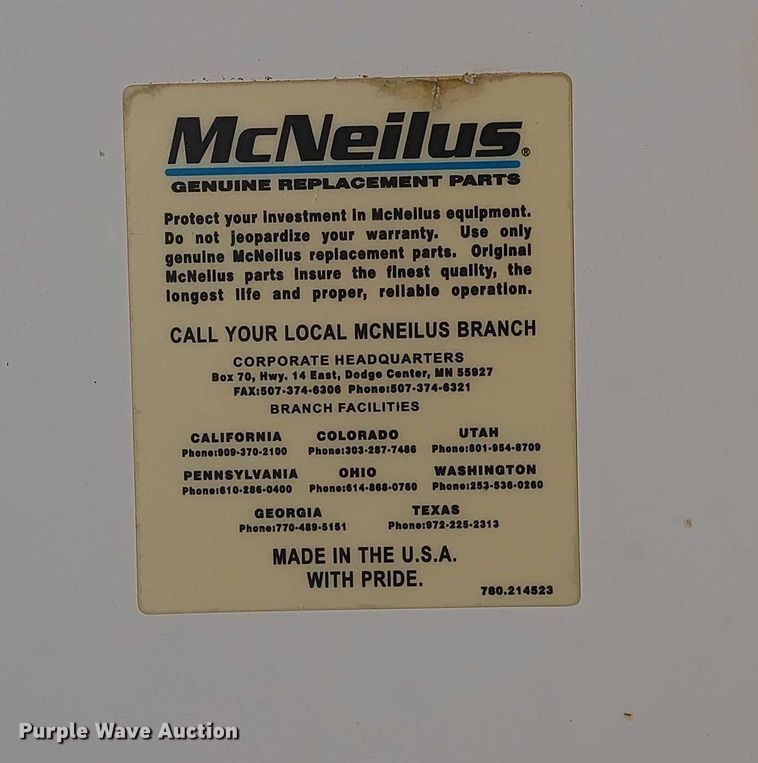 McNeilus®
GENUINE REPLACEMENT PARTS
Protect your investment in McNeilus equipment.
Do not jeopardize your warranty. Use only
genuine McNeilus replacement parts. Original
McNeilus parts insure the finest quality, the
longest life and proper, reliable operation.
CALL YOUR LOCAL MCNEILUS BRANCH
CORPORATE HEADQUARTERS
Box 70, Hwy. 14 East, Dodge Center, MN 55927
FAX:507-374-6306 Phone:507-374-6321
BRANCH FACILITIES
CALIFORNIA COLORADO UTAH
Phone:909-370-2100 Phone:303-287-7486 Phone:801-954-8709
PENNSYLVANIA OHIO WASHINGTON
Phone:610-286-0400 Phone:614-868-0760 Phone:253-536-0260
GEORGIA TEXAS
Phone:770-489-5151 Phone:972-225-2313
MADE IN THE U.S.A.
WITH PRIDE.
780.214523
Purple Wave Auction